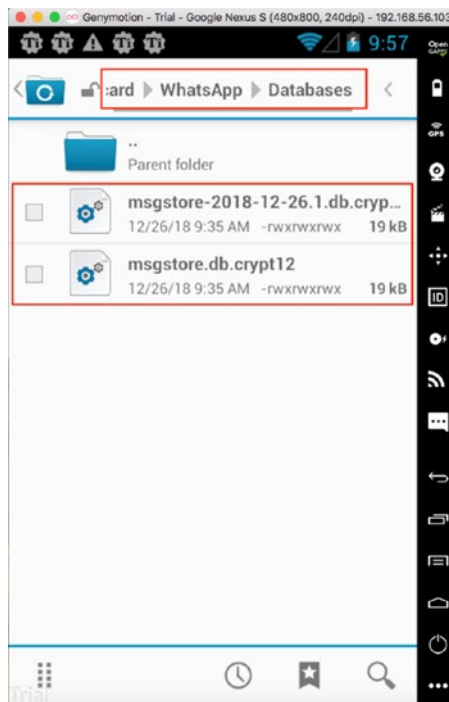 Genymotion - Trial - Google Nexus S (480x800, 240dpi) - 192.168.56.103
9:57
Open
GAPPS
:ard WhatsApp Databases
..
Parent folder
msgstore-2018-12-26.1.db.cryp...
12/26/18 9:35 AM -rwxrwxrwx 19 kB
msgstore.db.crypt12
12/26/18 9:35 AM -rwxrwxrwx 19 kB
GPS
ID
Trial